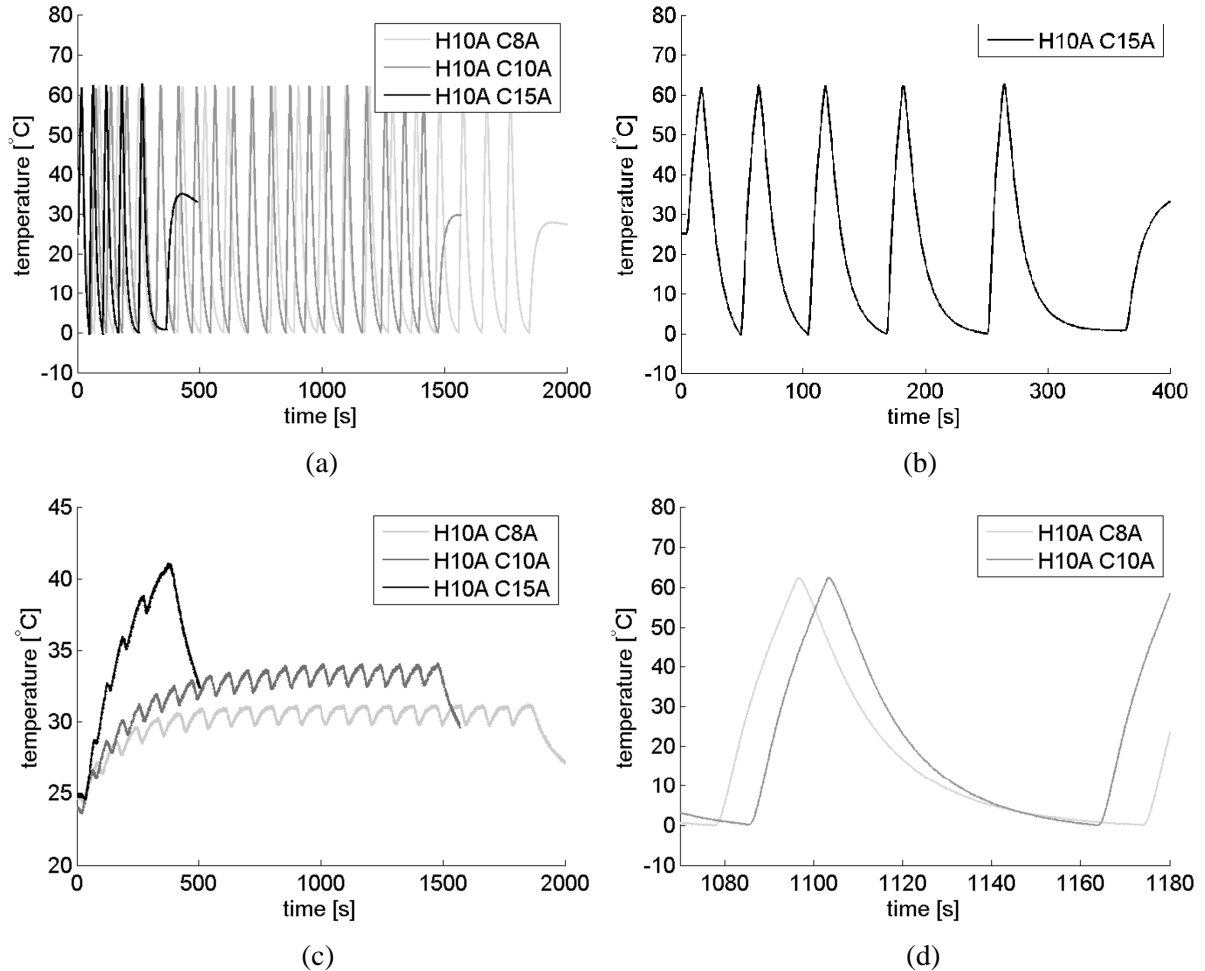 80
70
60
50
40
30
20
10
0
-10
temperature [°C]
0 500 1000 1500 2000
time [s]
H10A C8A
H10A C10A
H10A C15A
(a)
80
70
60
50
40
30
20
10
0
-10
temperature [°C]
0 100 200 300 400
time [s]
H10A C15A
(b)
45
40
35
30
25
20
temperature [°C]
0 500 1000 1500 2000
time [s]
H10A C8A
H10A C10A
H10A C15A
(c)
80
70
60
50
40
30
20
10
0
-10
temperature [°C]
1080 1100 1120 1140 1160 1180
time [s]
H10A C8A
H10A C10A
(d)